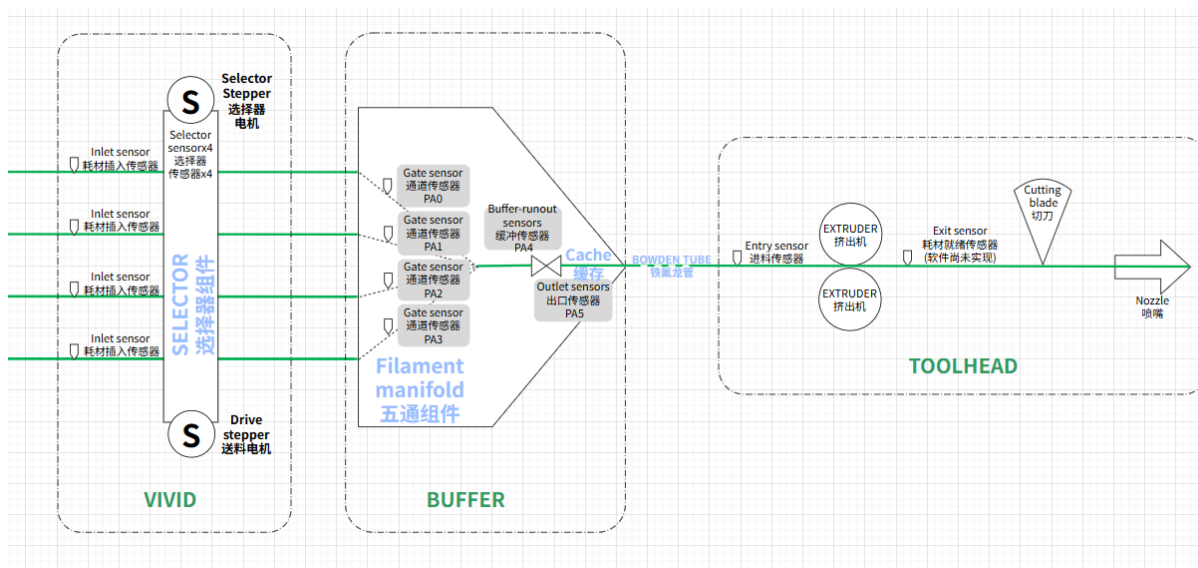 Selector
Stepper
选择器
电机
S
Selector
sensorx4
选择器
传感器x4
Inlet sensor
耗材插入传感器
Inlet sensor
耗材插入传感器
Inlet sensor
耗材插入传感器
Inlet sensor
耗材插入传感器
SELECTOR
选择器组件
S
Drive
stepper
送料电机
VIVID
Gate sensor
通道传感器
PA0
Gate sensor
通道传感器
PA1
Gate sensor
通道传感器
PA2
Gate sensor
通道传感器
PA3
Buffer-runout
sensors
缓冲传感器
PA4
Cache
缓存
Outlet sensors
出口传感器
PA5
Filament
manifold
五通组件
BUFFER
BOWDEN TUBE
铁氟龙管
Entry sensor
进料传感器
EXTRUDER
挤出机
EXTRUDER
挤出机
Exit sensor
耗材就绪传感器
(软件尚未实现)
Cutting
blade
切刀
Nozzle
喷嘴
TOOLHEAD